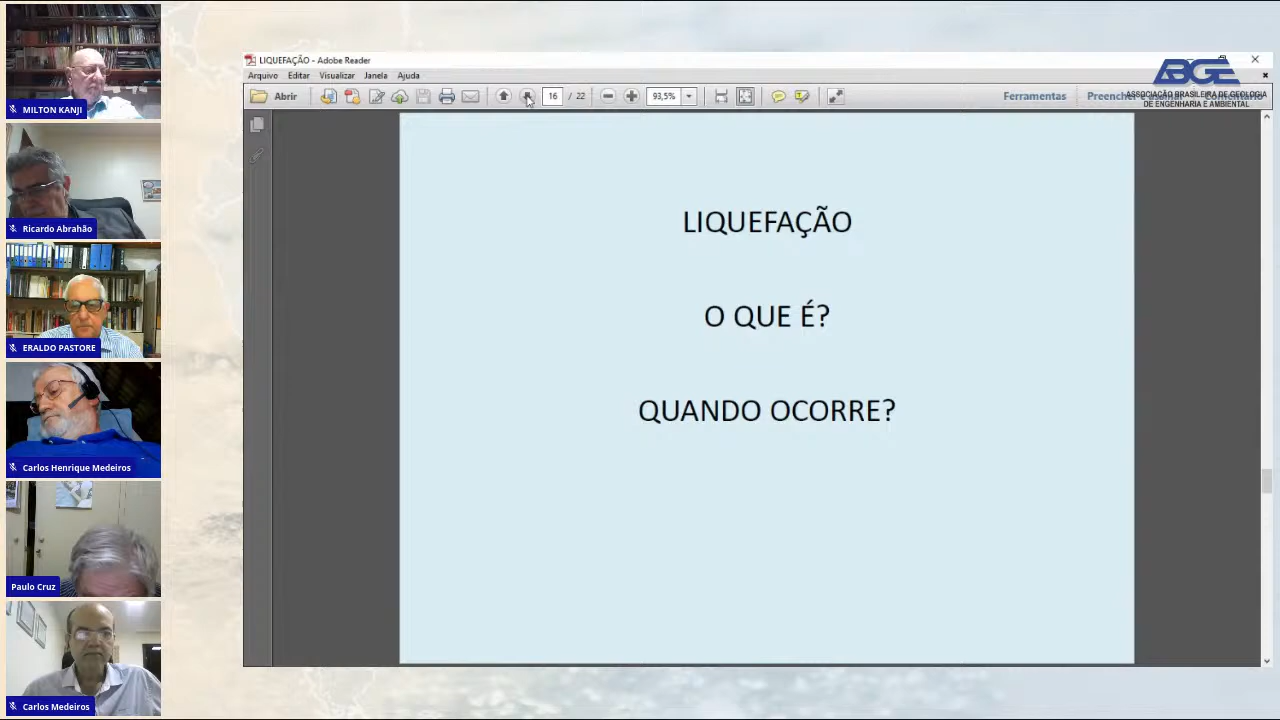 MILTON KANJI
Ricardo Abrahão
ERALDO PASTORE
Carlos Henrique Medeiros
Paulo Cruz
Carlos Medeiros
LIQUEFAÇÃO - Adobe Reader
Arquivo Editar Visualizar Janela Ajuda
Abrir 16 / 22 93,5% Ferramentas
ABGE
ASSOCIAÇÃO BRASILEIRA DE GEOLOGIA
DE ENGENHARIA E AMBIENTAL
LIQUEFAÇÃO
O QUE É?
QUANDO OCORRE?